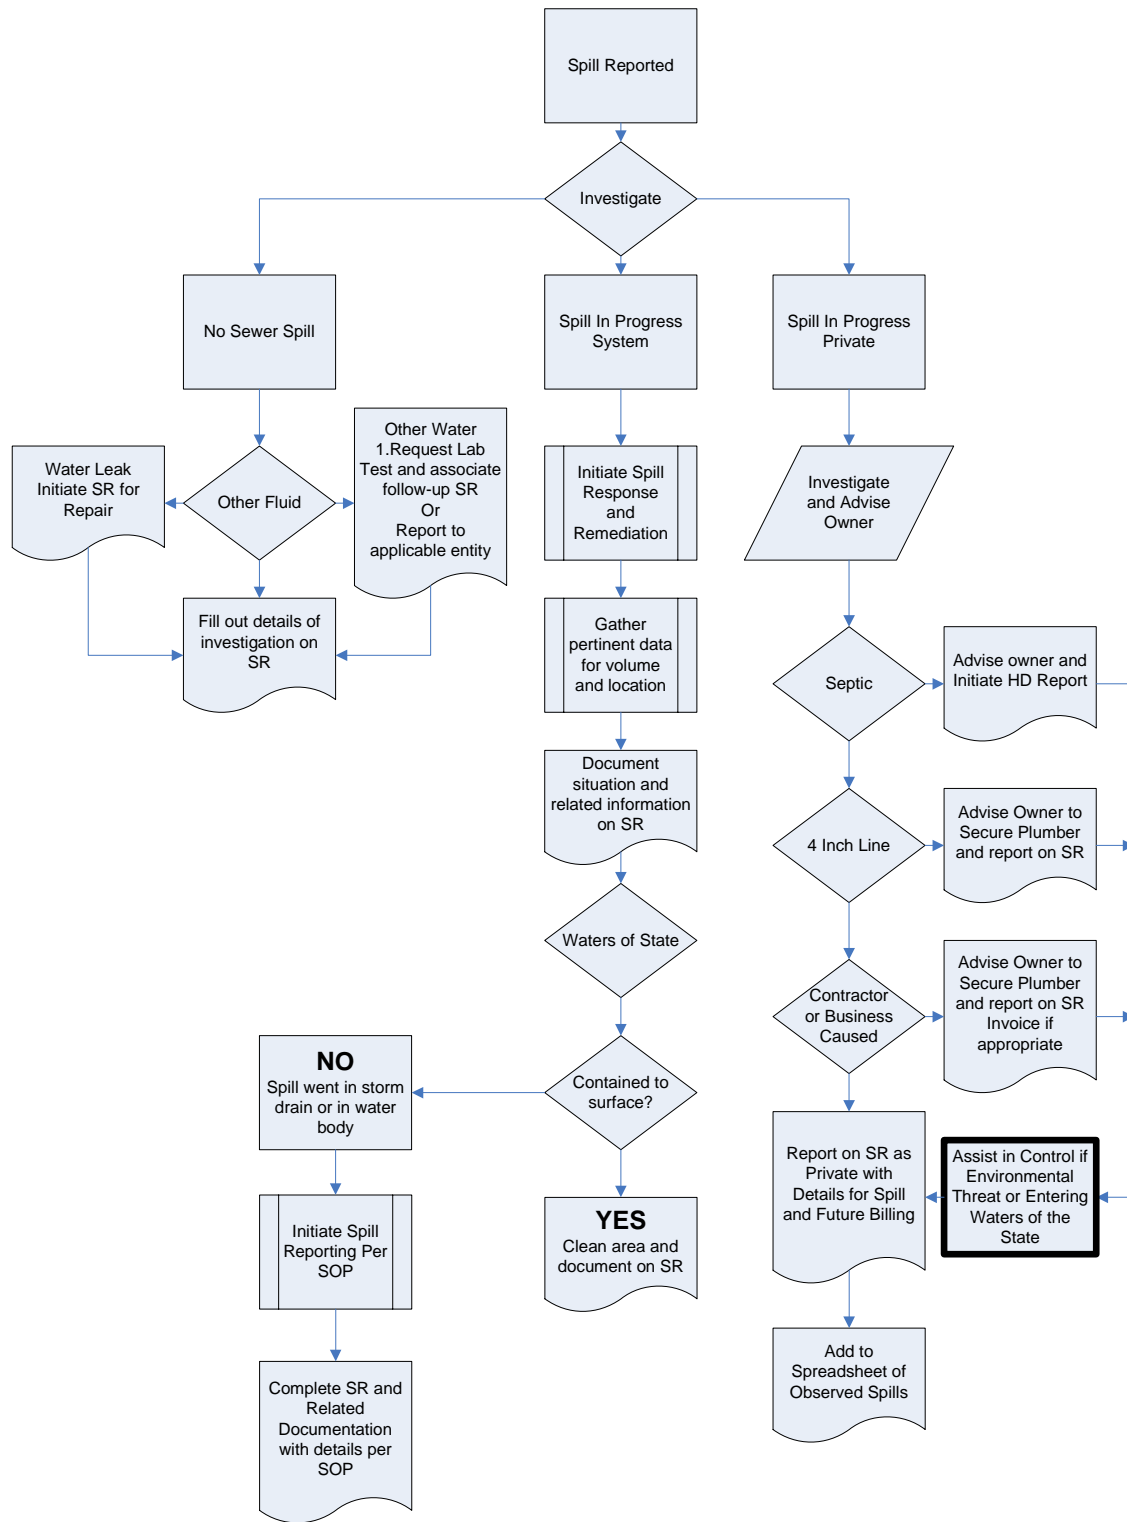 Spill Reported
Investigate
No Sewer Spill
Spill In Progress
System
Spill In Progress
Private
Water Leak
Initiate SR for
Repair
Other Fluid
Other Water
1.Request Lab
Test and associate
follow-up SR
Or
Report to
applicable entity
Fill out details of
investigation on
SR
Initiate Spill
Response
and
Remediation
Gather
pertinent data
for volume
and location
Document
situation and
related information
on SR
Waters of State
Contained to
surface?
NO
Spill went in storm
drain or in water
body
Initiate Spill
Reporting Per
SOP
Complete SR and
Related
Documentation
with details per
SOP
YES
Clean area and
document on SR
Investigate
and Advise
Owner
Septic
Advise owner and
Initiate HD Report
4 Inch Line
Advise Owner to
Secure Plumber
and report on SR
Contractor
or Business
Caused
Advise Owner to
Secure Plumber
and report on SR
Invoice if
appropriate
Report on SR as
Private with
Details for Spill
and Future Billing
Assist in Control if
Environmental
Threat or Entering
Waters of the
State
Add to
Spreadsheet of
Observed Spills